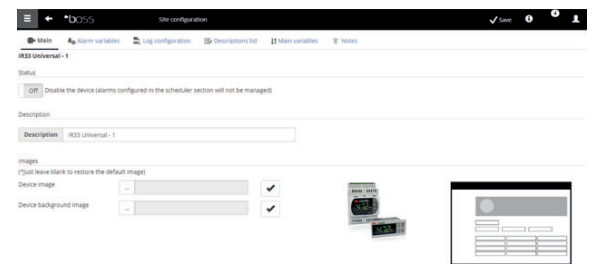 boss Site configuration Save 4
Main Alarm variables Log configuration Descriptions list Main variables Notes
IR33 Universal - 1
Status
Off Disable the device (alarms configured in the scheduler section will not be managed)
Description
Description IR33 Universal - 1
Images
(*Just leave blank to restore the default image)
Device image ...
Device background image ...